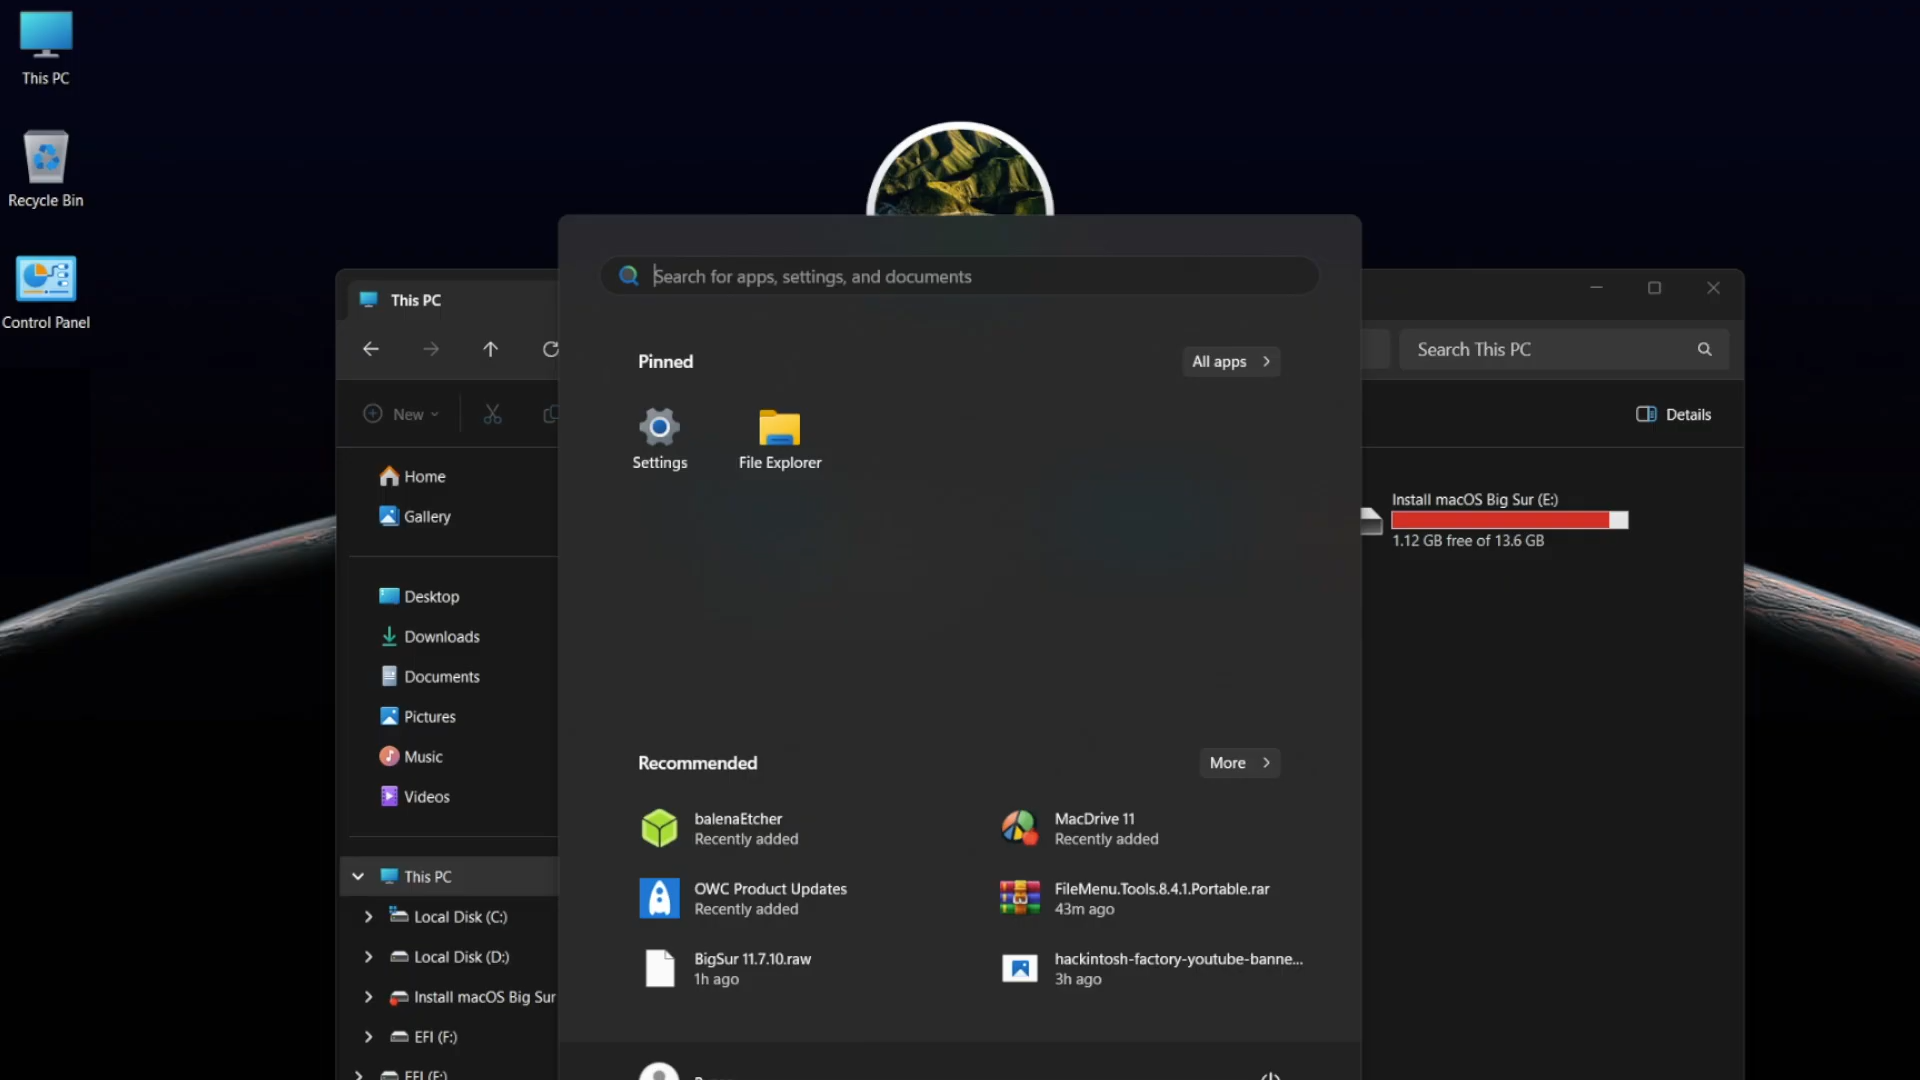 This PC
Recycle Bin
Control Panel
This PC
New
Home
Gallery
Desktop
Downloads
Documents
Pictures
Music
Videos
This PC
Local Disk (C:)
Local Disk (D:)
Install macOS Big Sur
EFI (F:)
Search for apps, settings, and documents
Pinned
All apps
Settings
File Explorer
Recommended
More
balenaEtcher
Recently added
MacDrive 11
Recently added
OWC Product Updates
Recently added
FileMenu.Tools.8.4.1.Portable.rar
43m ago
BigSur 11.7.10.raw
1h ago
hackintosh-factory-youtube-banne...
3h ago
Search This PC
Details
Install macOS Big Sur (E:)
1.12 GB free of 13.6 GB